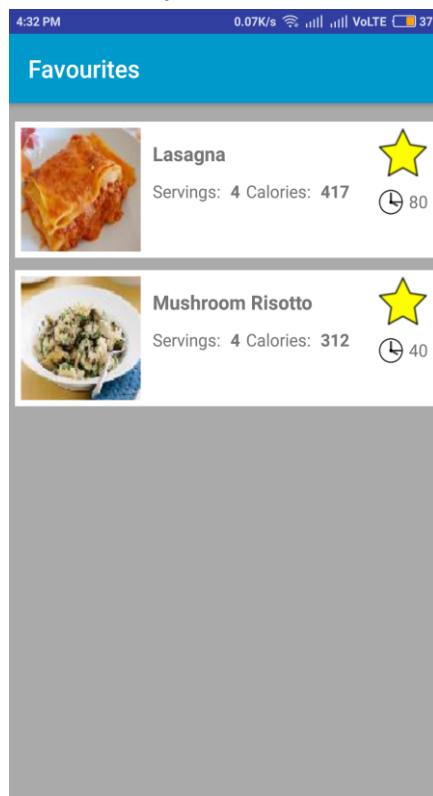 4:32 PM 0.07K/s VoLTE 37
Favourites
Lasagna
Servings: 4 Calories: 417
80
Mushroom Risotto
Servings: 4 Calories: 312
40